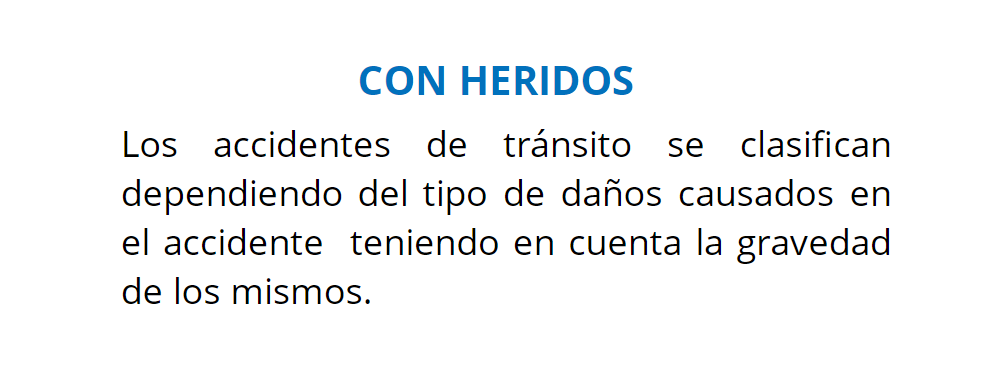 CON HERIDOS
Los accidentes de tránsito se clasifican
dependiendo del tipo de daños causados en
el accidente  teniendo en cuenta la gravedad
de los mismos.